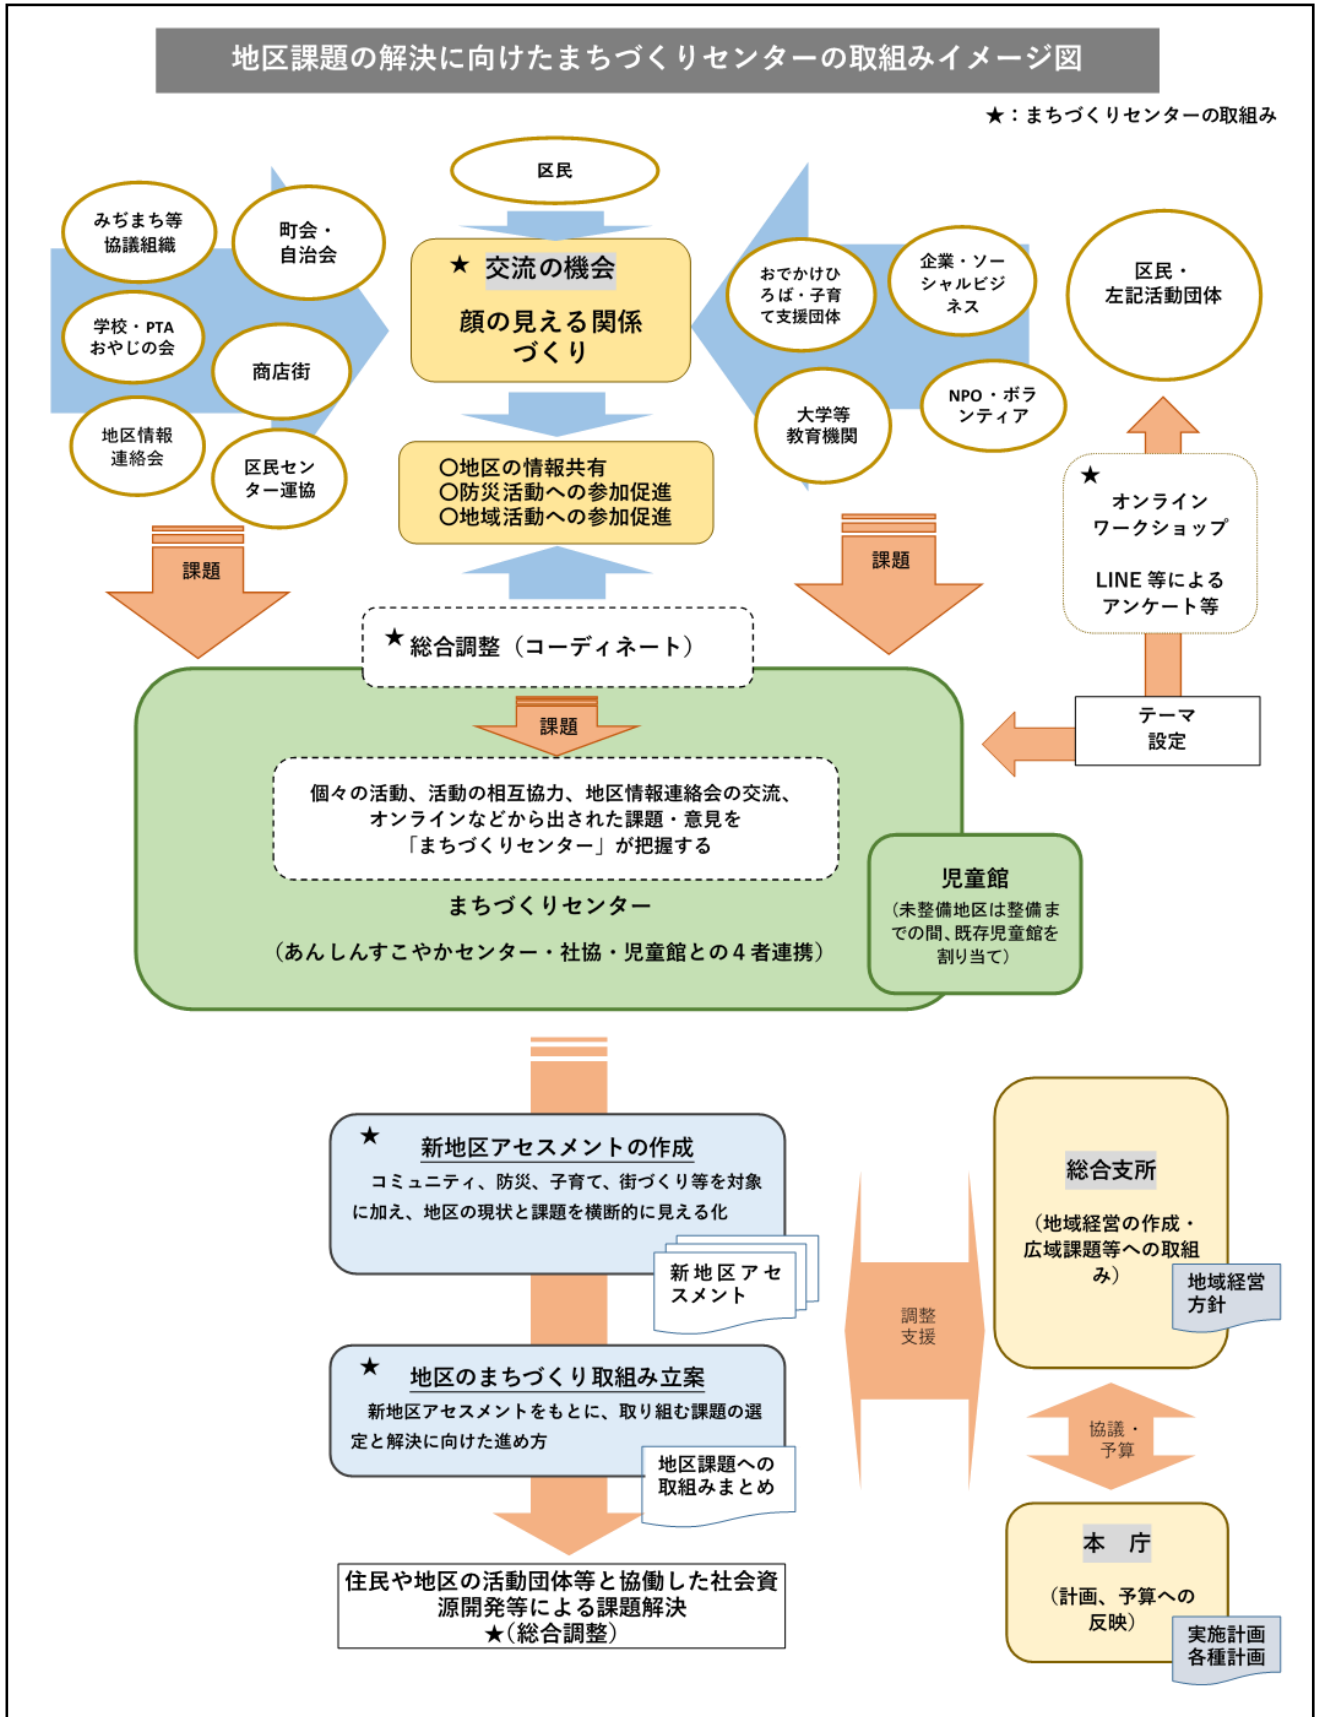 地区課題の解決に向けたまちづくりセンターの取組みイメージ図
★：まちづくりセンターの取組み
区民
みぢまち等
協議組織
町会・
自治会
学校・PTA
おやじの会
商店街
地区情報
連絡会
区民セン
ター運協
★ 交流の機会
顔の見える関係
づくり
おでかけひ
ろば・子育
て支援団体
企業・ソー
シャルビジ
ネス
大学等
教育機関
NPO・ボラ
ンティア
区民・
左記活動団体
〇地区の情報共有
〇防災活動への参加促進
〇地域活動への参加促進
★
オンライン
ワークショップ
LINE 等による
アンケート等
課題
課題
★ 総合調整（コーディネート）
テーマ
設定
課題
個々の活動、活動の相互協力、地区情報連絡会の交流、
オンラインなどから出された課題・意見を
「まちづくりセンター」が把握する
まちづくりセンター
（あんしんすこやかセンター・社協・児童館との４者連携）
児童館
（未整備地区は整備ま
での間、既存児童館を
割り当て）
★ 新地区アセスメントの作成
コミュニティ、防災、子育て、街づくり等を対象
に加え、地区の現状と課題を横断的に見える化
新地区アセ
スメント
★ 地区のまちづくり取組み立案
新地区アセスメントをもとに、取り組む課題の選
定と解決に向けた進め方
地区課題への
取組みまとめ
住民や地区の活動団体等と協働した社会資
源開発等による課題解決
★（総合調整）
調整
支援
総合支所
（地域経営の作成・
広域課題等への取組
み）
地域経営
方針
協議・
予算
本　庁
（計画、予算への
反映）
実施計画
各種計画